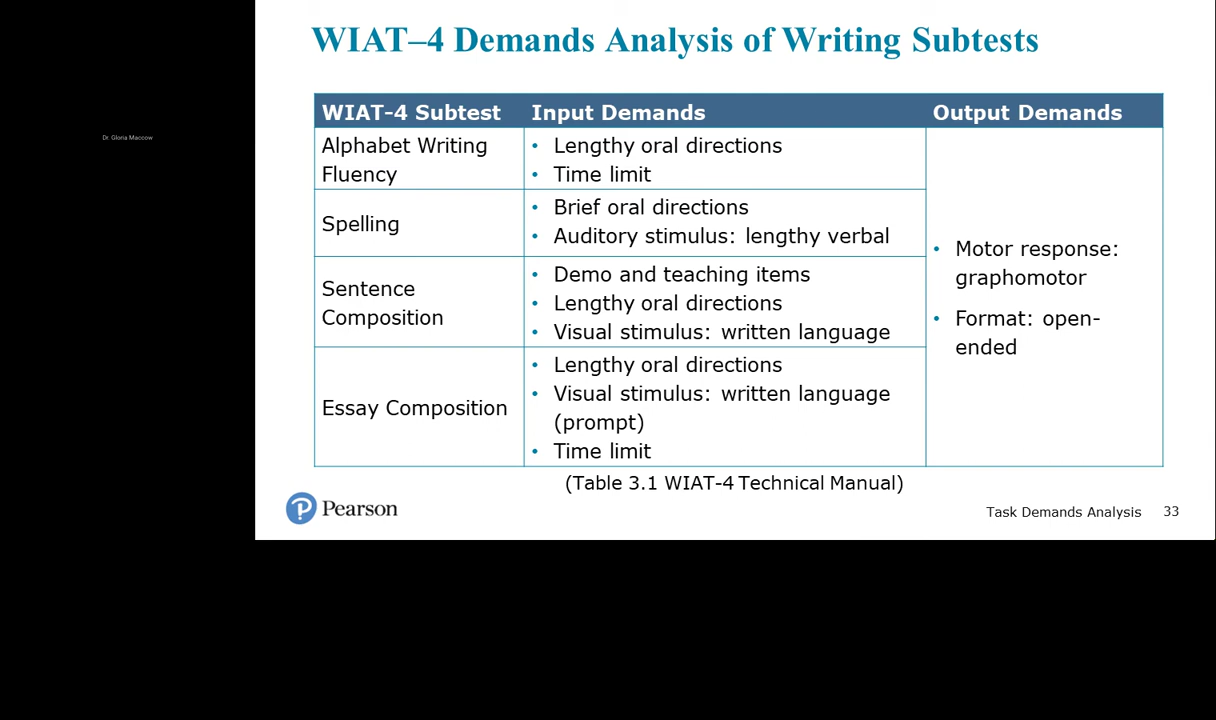 WIAT–4 Demands Analysis of Writing Subtests
Dr. Gloria Maccow
WIAT-4 Subtest Input Demands Output Demands
Alphabet Writing
Fluency
• Lengthy oral directions
• Time limit
Spelling
• Brief oral directions
• Auditory stimulus: lengthy verbal
Sentence
Composition
• Demo and teaching items
• Lengthy oral directions
• Visual stimulus: written language
Essay Composition
• Lengthy oral directions
• Visual stimulus: written language
(prompt)
• Time limit
• Motor response:
graphomotor
• Format: open-
ended
(Table 3.1 WIAT-4 Technical Manual)
Pearson
Task Demands Analysis 33